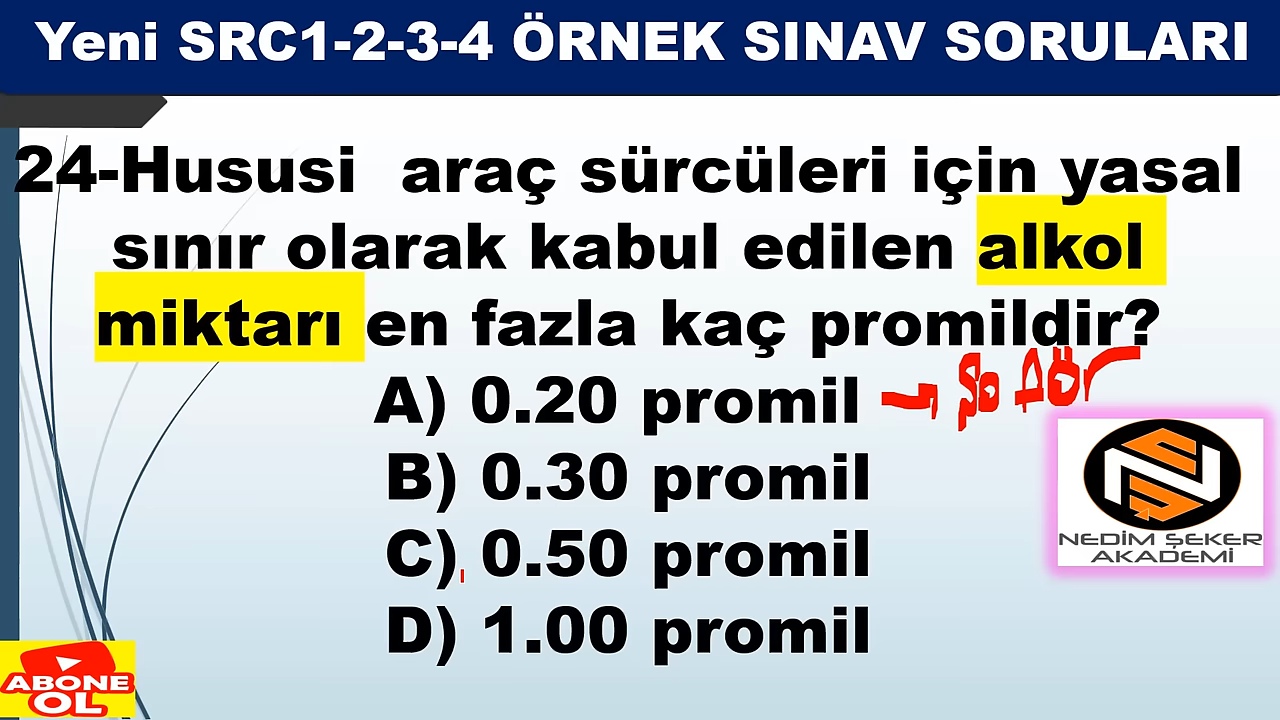 Yeni SRC1-2-3-4 ÖRNEK SINAV SORULARI
24-Hususi araç sürcüleri için yasal
sınır olarak kabul edilen alkol
miktarı en fazla kaç promildir?
A) 0.20 promil
B) 0.30 promil
C) 0.50 promil
D) 1.00 promil
NEDİM ŞEKER
AKADEMİ
ABONE
OL